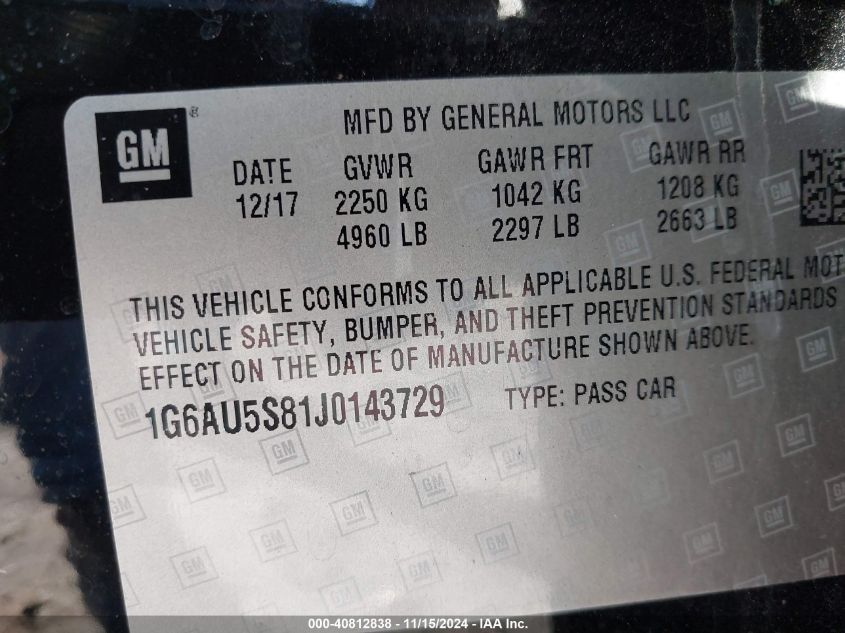 GM ®
MFD BY GENERAL MOTORS LLC
DATE GVWR GAWR FRT GAWR RR
12/17 2250 KG 1042 KG 1208 KG
4960 LB 2297 LB 2663 LB
THIS VEHICLE CONFORMS TO ALL APPLICABLE U.S. FEDERAL MOT
VEHICLE SAFETY, BUMPER, AND THEFT PREVENTION STANDARDS
EFFECT ON THE DATE OF MANUFACTURE SHOWN ABOVE.
1G6AU5S81J0143729 TYPE: PASS CAR
000-40812838 - 11/15/2024 - IAA Inc.